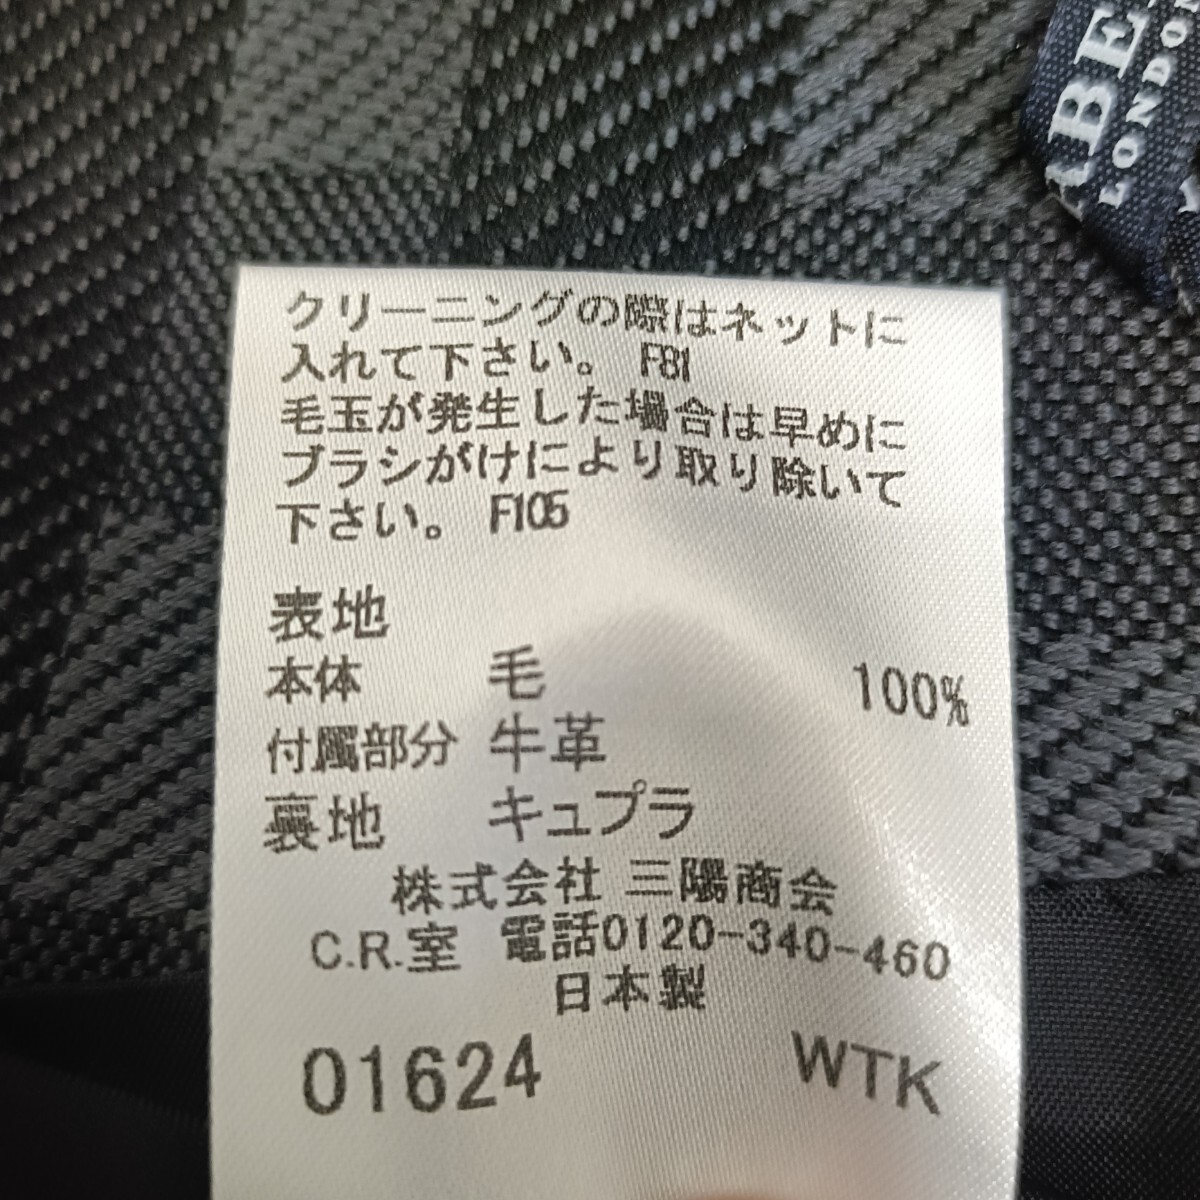 クリーニングの際はネットに
入れて下さい。 F81
毛玉が発生した場合は早めに
ブラシがけにより取り除いて
下さい。 F105
表地
本体 毛 100%
付属部分 牛革
裏地 キュプラ
株式会社 三陽商会
C.R.室 電話0120-340-460
日本製
01624 WTK
LONDON